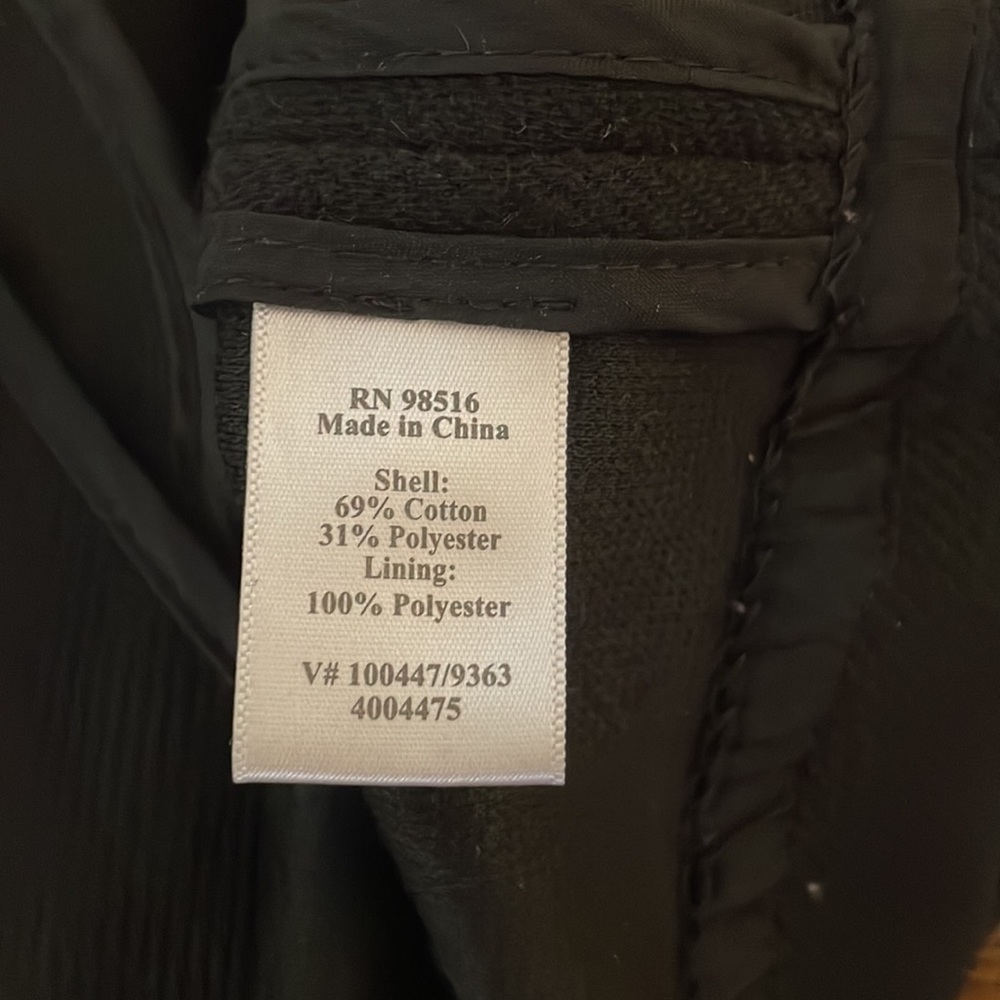 RN 98516
Made in China
Shell:
69% Cotton
31% Polyester
Lining:
100% Polyester
V# 100447/9363
4004475